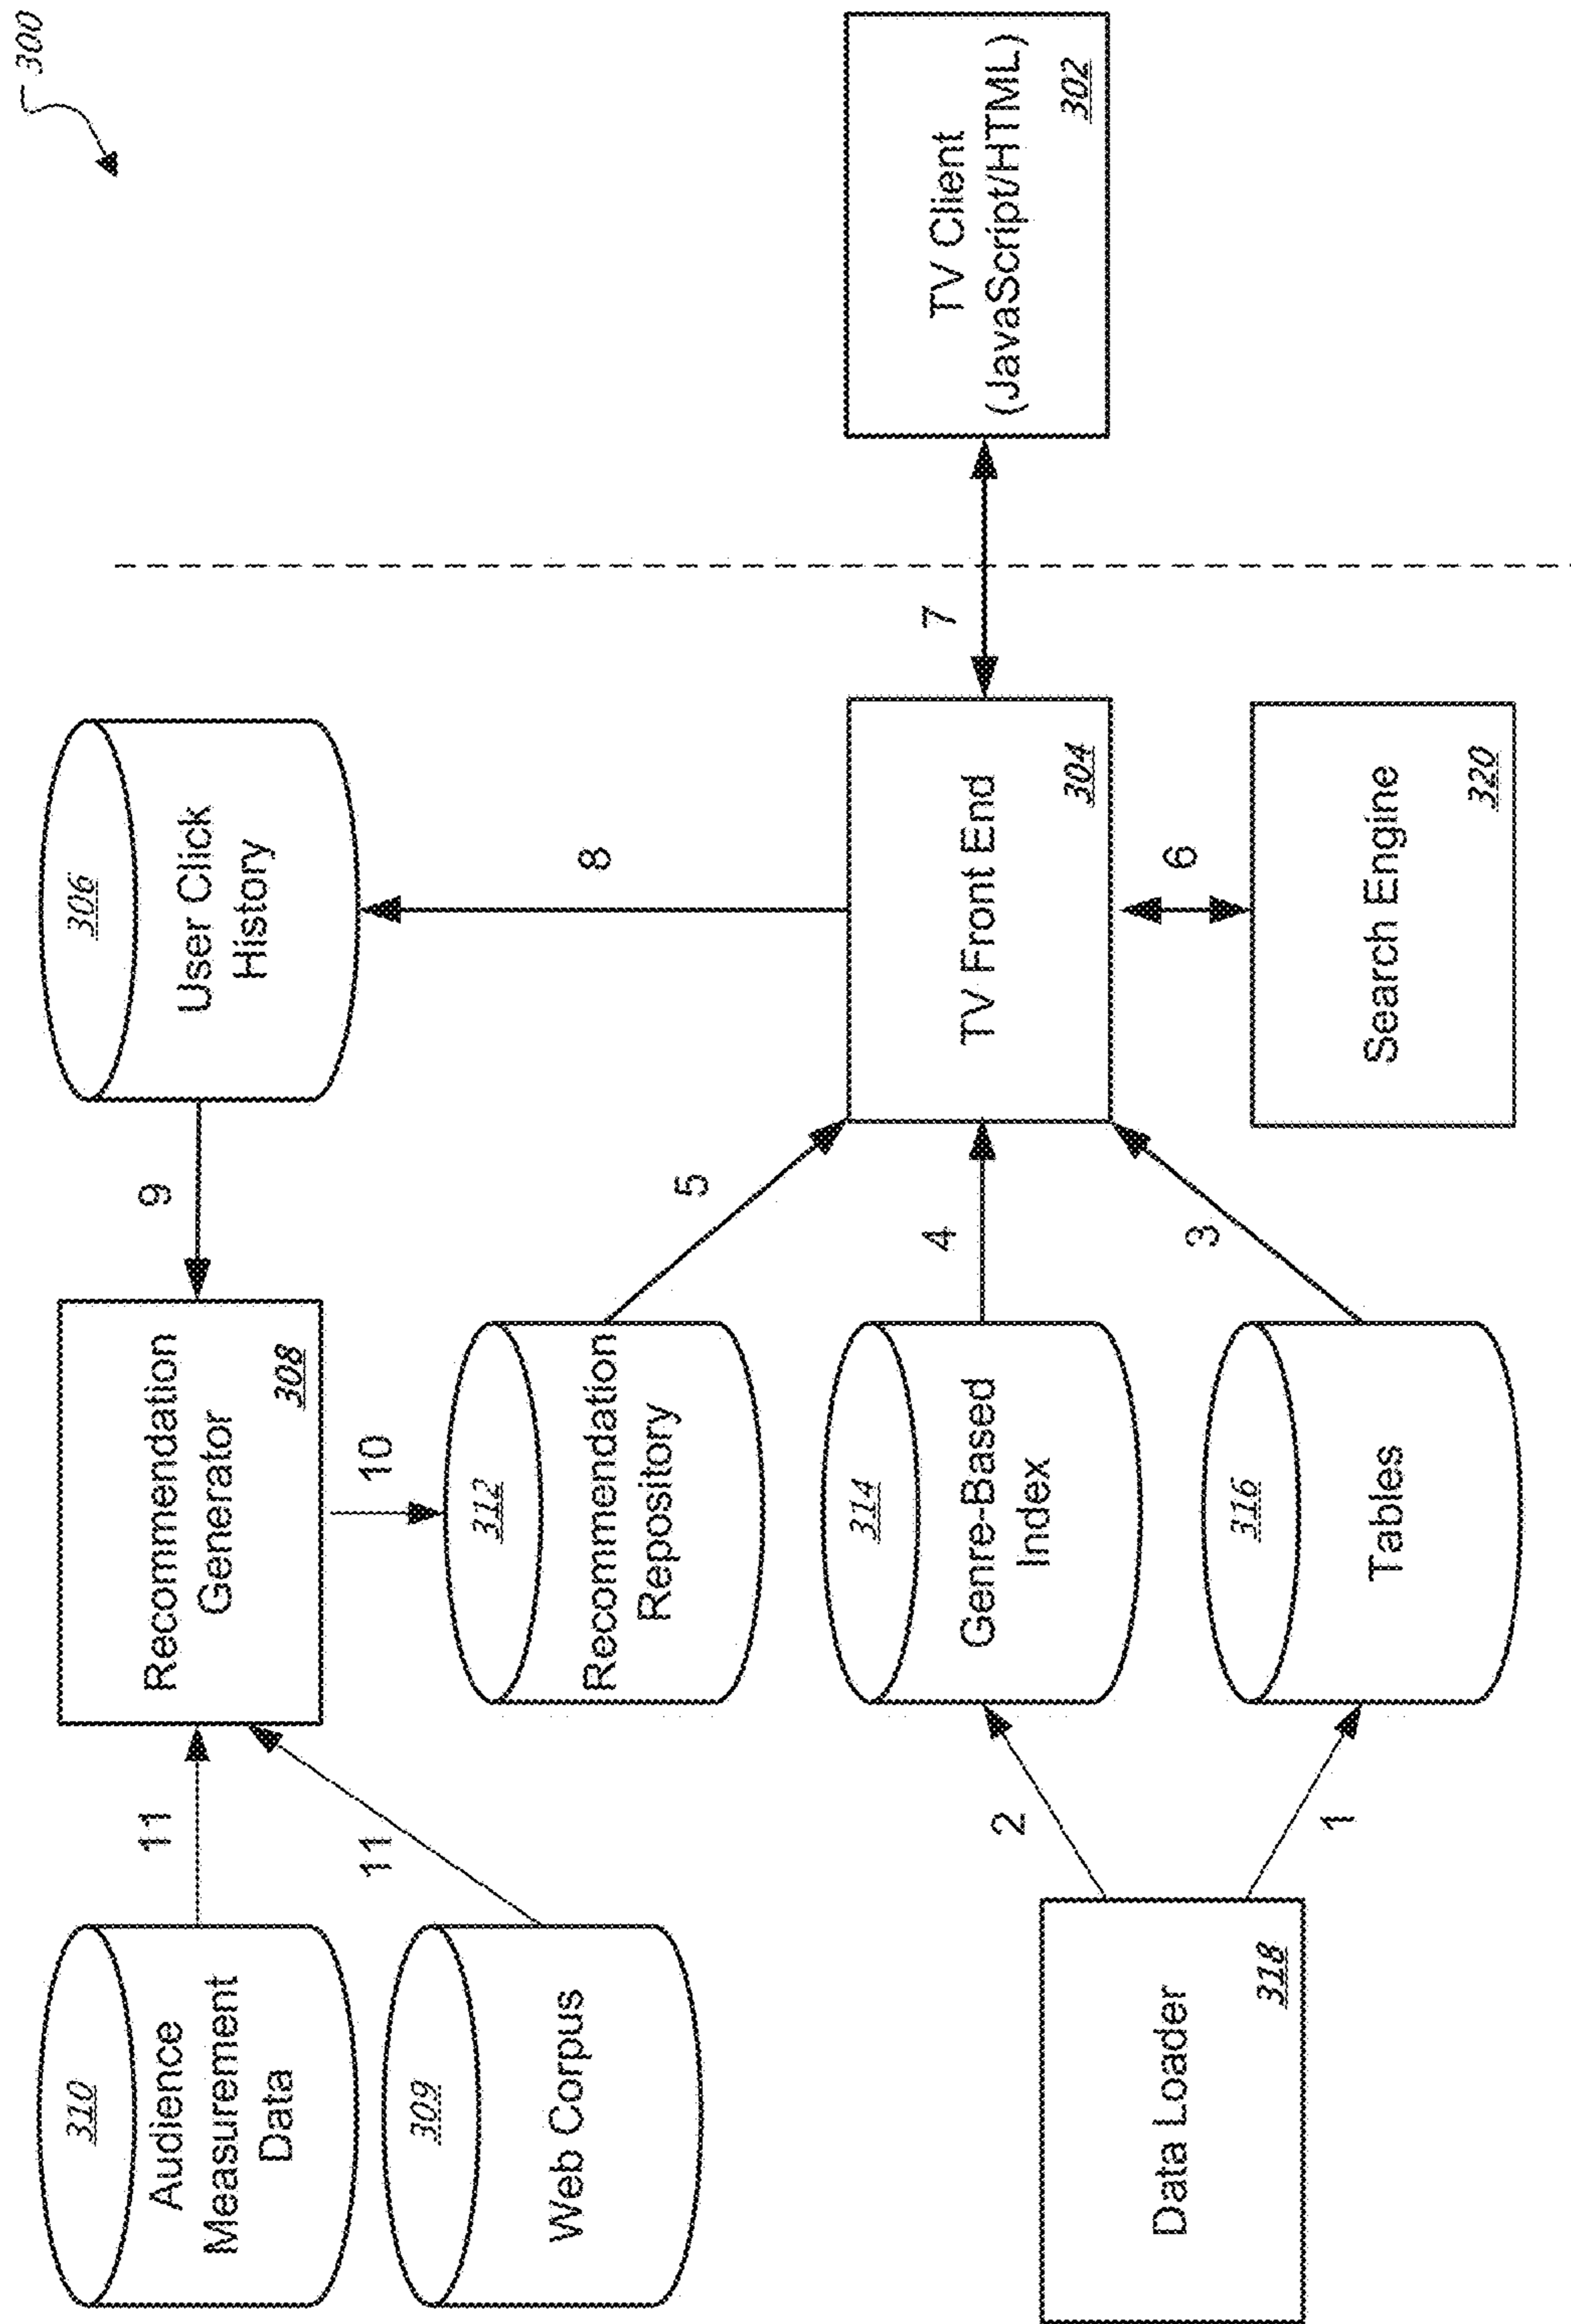 300
310
Audience
Measurement
Data
11
Recommendation
Generator
308
9
306
User Click
History
309
Web Corpus
11
10
312
Recommendation
Repository
5
8
314
Genre-Based
Index
4
TV Front End
304
7
TV Client
(JavaScript/HTML)
302
Data Loader
318
2
1
316
Tables
3
6
Search Engine
320